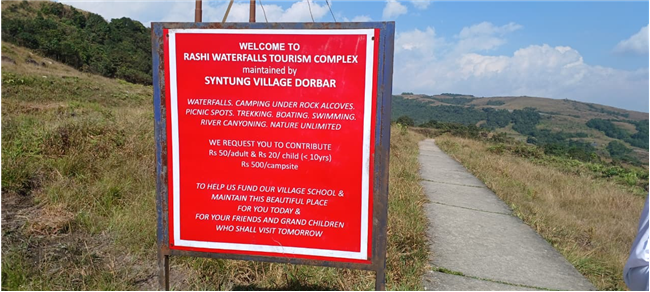 WELCOME TO
RASHI WATERFALLS TOURISM COMPLEX
maintained by
SYNTUNG VILLAGE DORBAR
WATERFALLS. CAMPING UNDER ROCK ALCOVES.
PICNIC SPOTS. TREKKING. BOATING. SWIMMING.
RIVER CANYONING. NATURE UNLIMITED
WE REQUEST YOU TO CONTRIBUTE
Rs 50/adult & Rs 20/ child (< 10yrs)
Rs 500/campsite
TO HELP US FUND OUR VILLAGE SCHOOL &
MAINTAIN THIS BEAUTIFUL PLACE
FOR YOU TODAY &
FOR YOUR FRIENDS AND GRAND CHILDREN
WHO SHALL VISIT TOMORROW